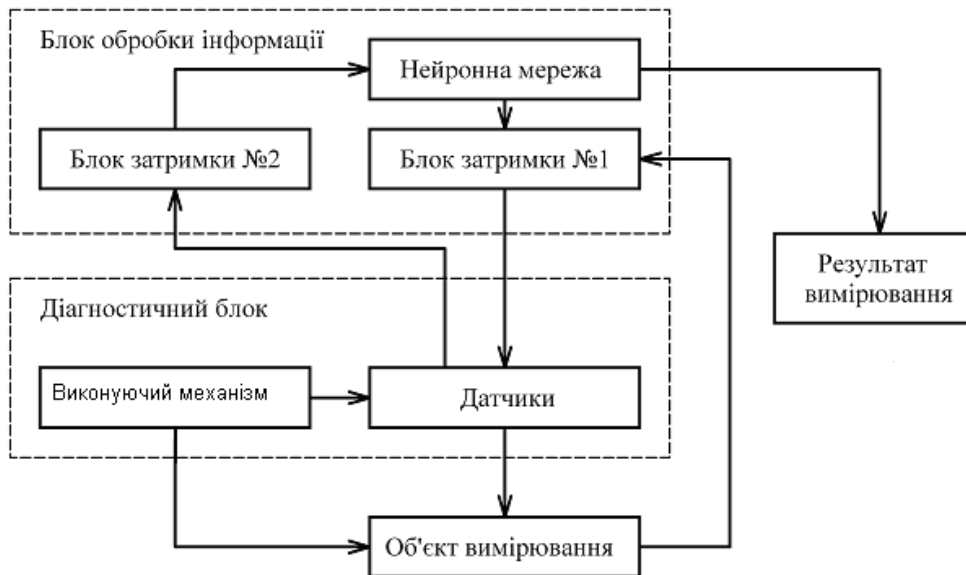 Блок обробки інформації
Нейронна мережа
Блок затримки №2
Блок затримки №1
Результат
вимірювання
Діагностичний блок
Виконуючий механізм
Датчики
Об'єкт вимірювання